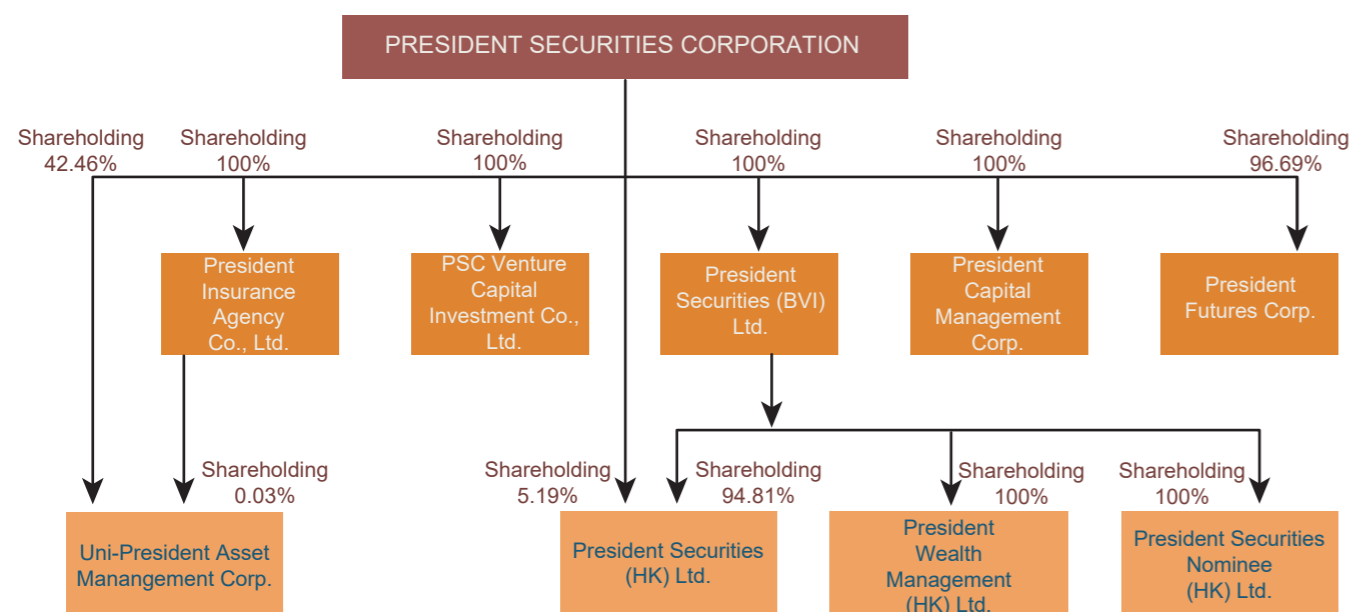 PRESIDENT SECURITIES CORPORATION
Shareholding
42.46%
Shareholding
100%
Shareholding
100%
Shareholding
100%
Shareholding
100%
Shareholding
96.69%
President
Insurance
Agency
Co., Ltd.
PSC Venture
Capital
Investment Co.,
Ltd.
President
Securities (BVI)
Ltd.
President
Capital
Management
Corp.
President
Futures Corp.
Shareholding
0.03%
Shareholding
5.19%
Shareholding
94.81%
Shareholding
100%
Shareholding
100%
Uni-President Asset
Manangement Corp.
President Securities
(HK) Ltd.
President
Wealth
Management
(HK) Ltd.
President Securities
Nominee
(HK) Ltd.